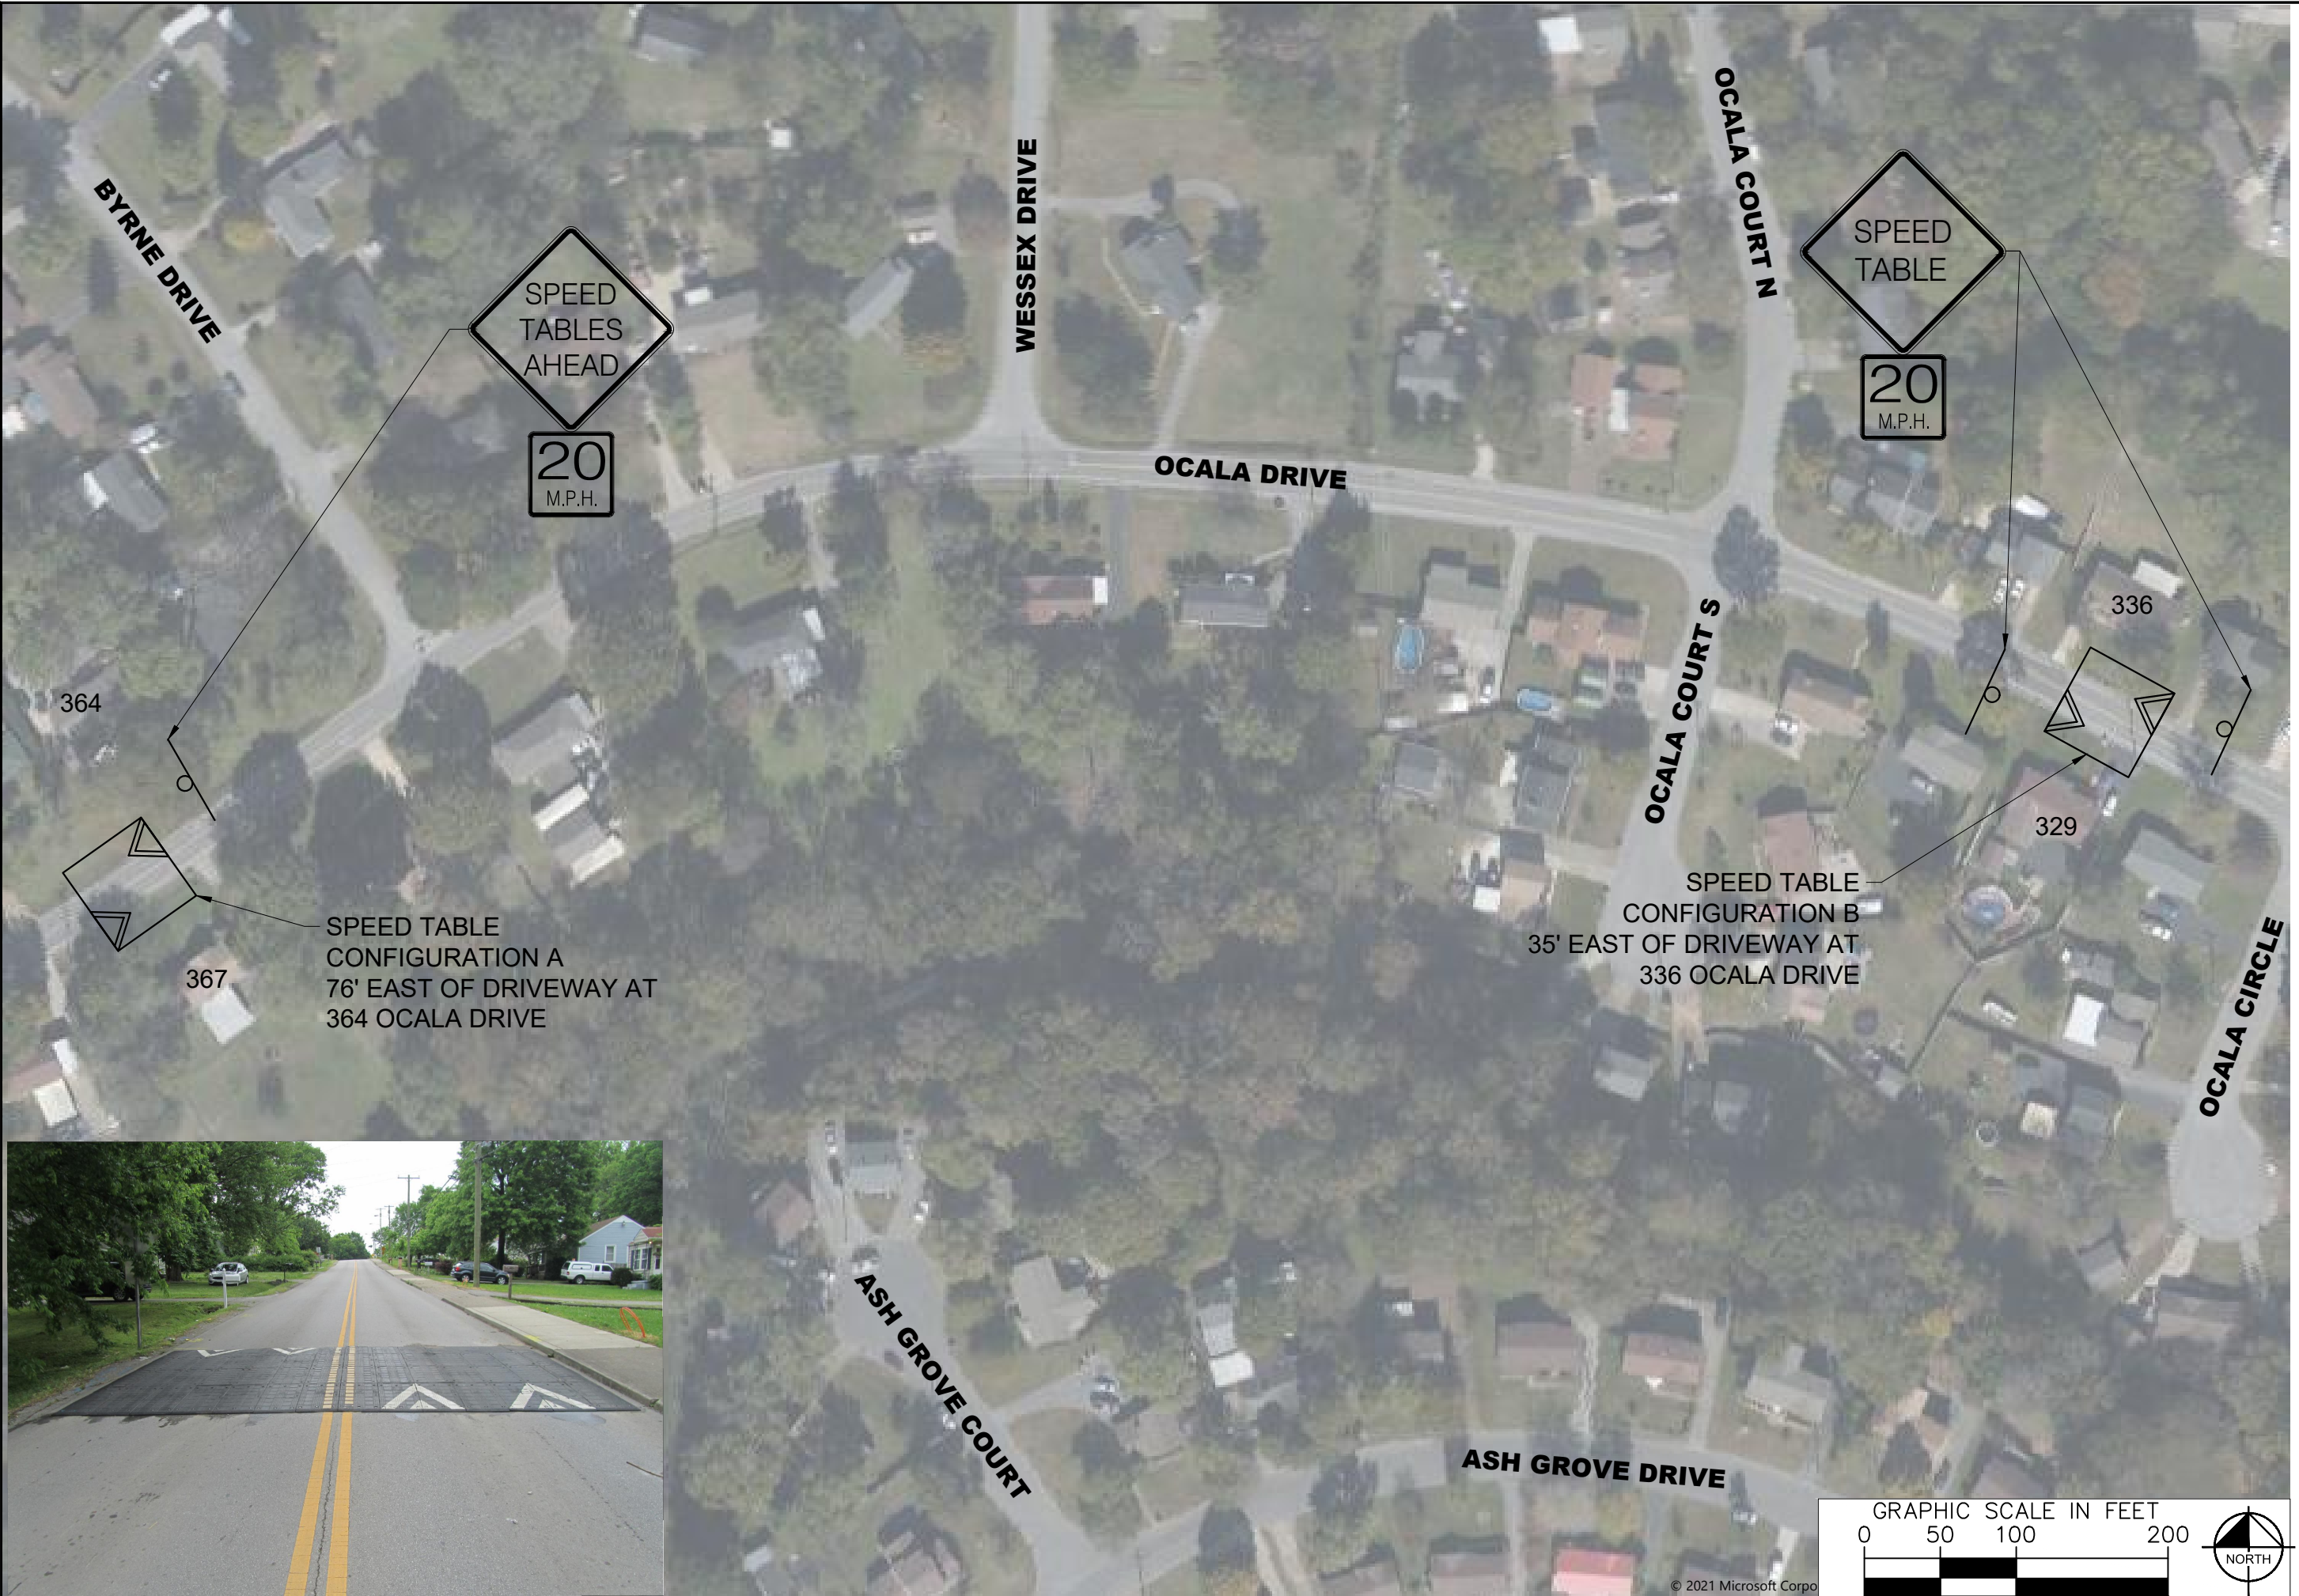 BYRNE DRIVE
SPEED
TABLES
AHEAD
20
M.P.H.
WESSEX DRIVE
OCALA DRIVE
OCALA COURT N
SPEED
TABLE
20
M.P.H.
336
364
OCALA COURT S
329
SPEED TABLE
CONFIGURATION A
76' EAST OF DRIVEWAY AT
364 OCALA DRIVE
367
SPEED TABLE
CONFIGURATION B
35' EAST OF DRIVEWAY AT
336 OCALA DRIVE
OCALA CIRCLE
ASH GROVE COURT
ASH GROVE DRIVE
GRAPHIC SCALE IN FEET
0 50 100 200
NORTH
© 2021 Microsoft Corpo